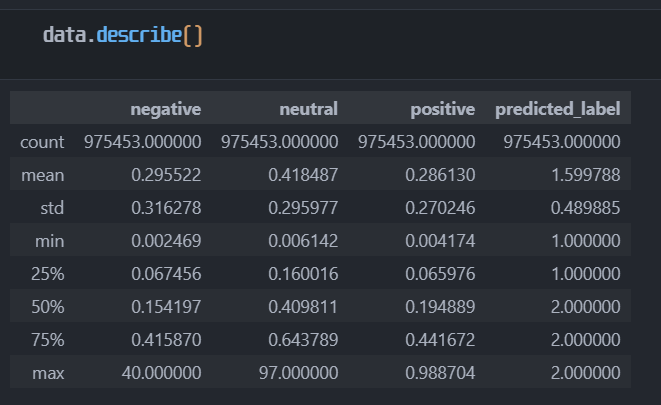 data.describe()
negative neutral positive predicted_label
count 975453.000000 975453.000000 975453.000000 975453.000000
mean 0.295522 0.418487 0.286130 1.599788
std 0.316278 0.295977 0.270246 0.489885
min 0.002469 0.006142 0.004174 1.000000
25% 0.067456 0.160016 0.065976 1.000000
50% 0.154197 0.409811 0.194889 2.000000
75% 0.415870 0.643789 0.441672 2.000000
max 40.000000 97.000000 0.988704 2.000000